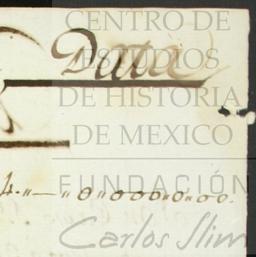 CENTRO DE
ESTUDIOS
DE HISTORIA
DE MEXICO
FUNDACIÓN
Carlos Slim
Data